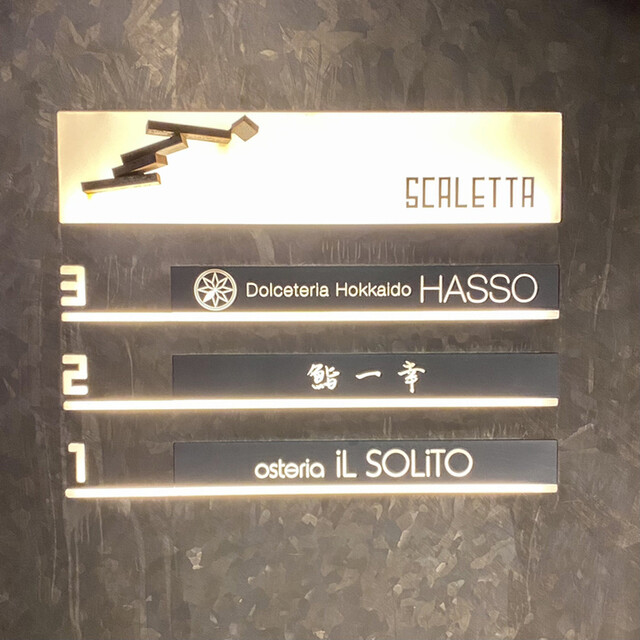 SCALETTA
3 Dolceteria Hokkaido HASSO
2 鮨 一 幸
1 osteria iL SOLiTO